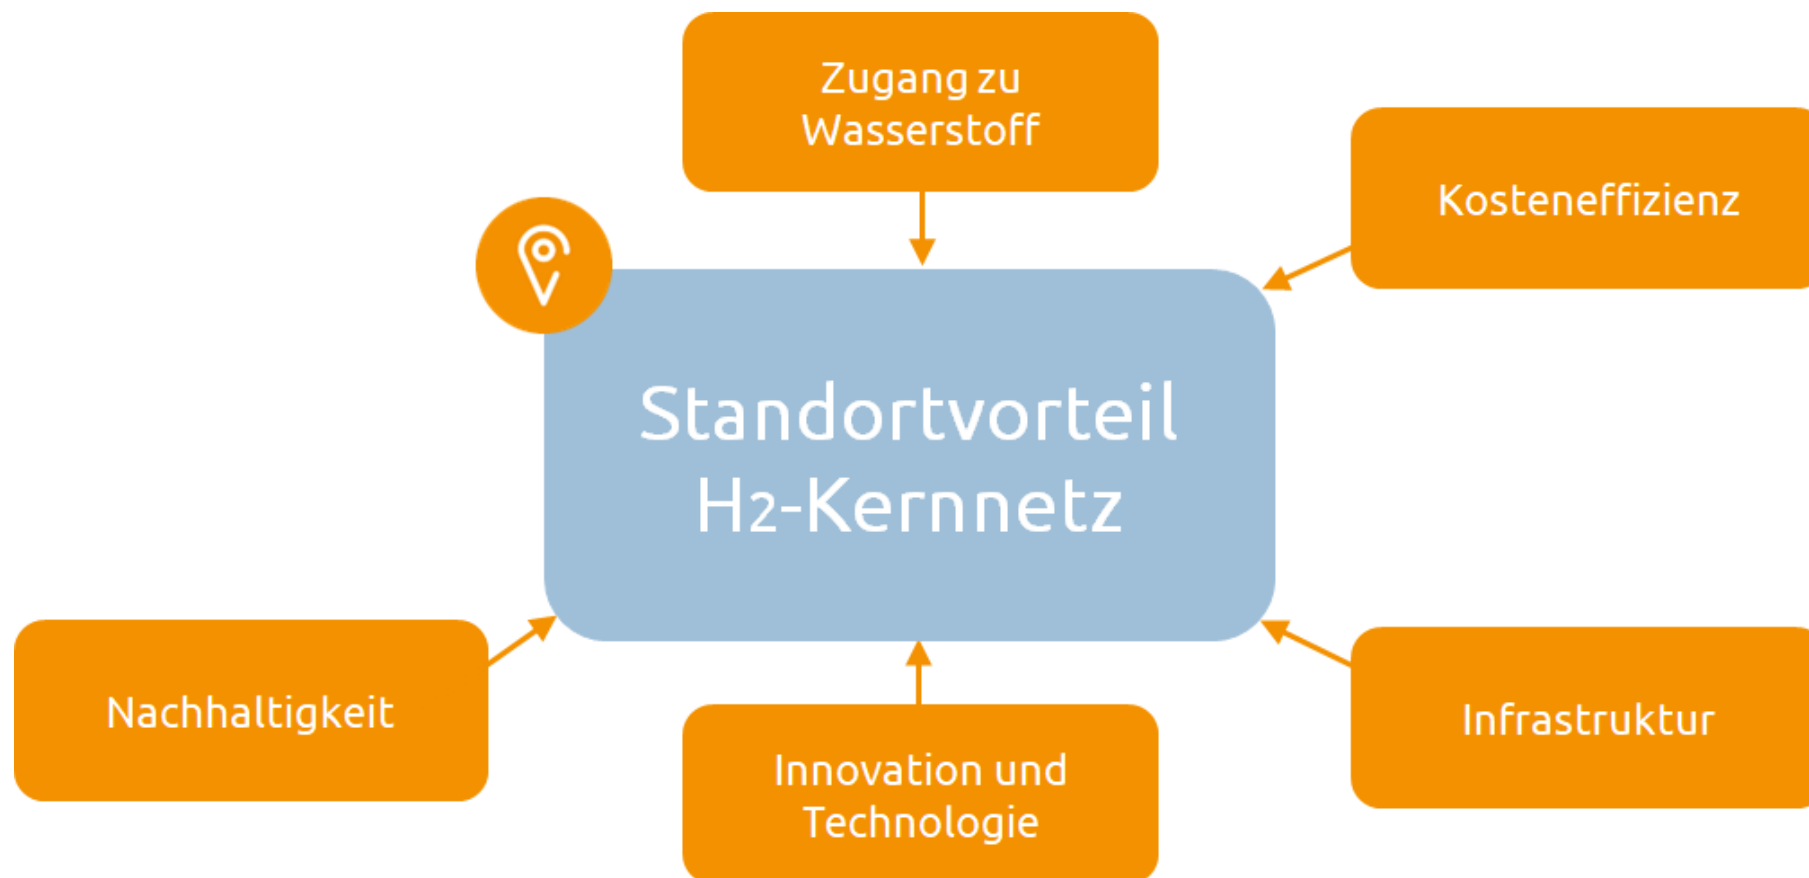 Zugang zu
Wasserstoff
Kosteneffizienz
Standortvorteil
H2-Kernnetz
Nachhaltigkeit
Innovation und
Technologie
Infrastruktur